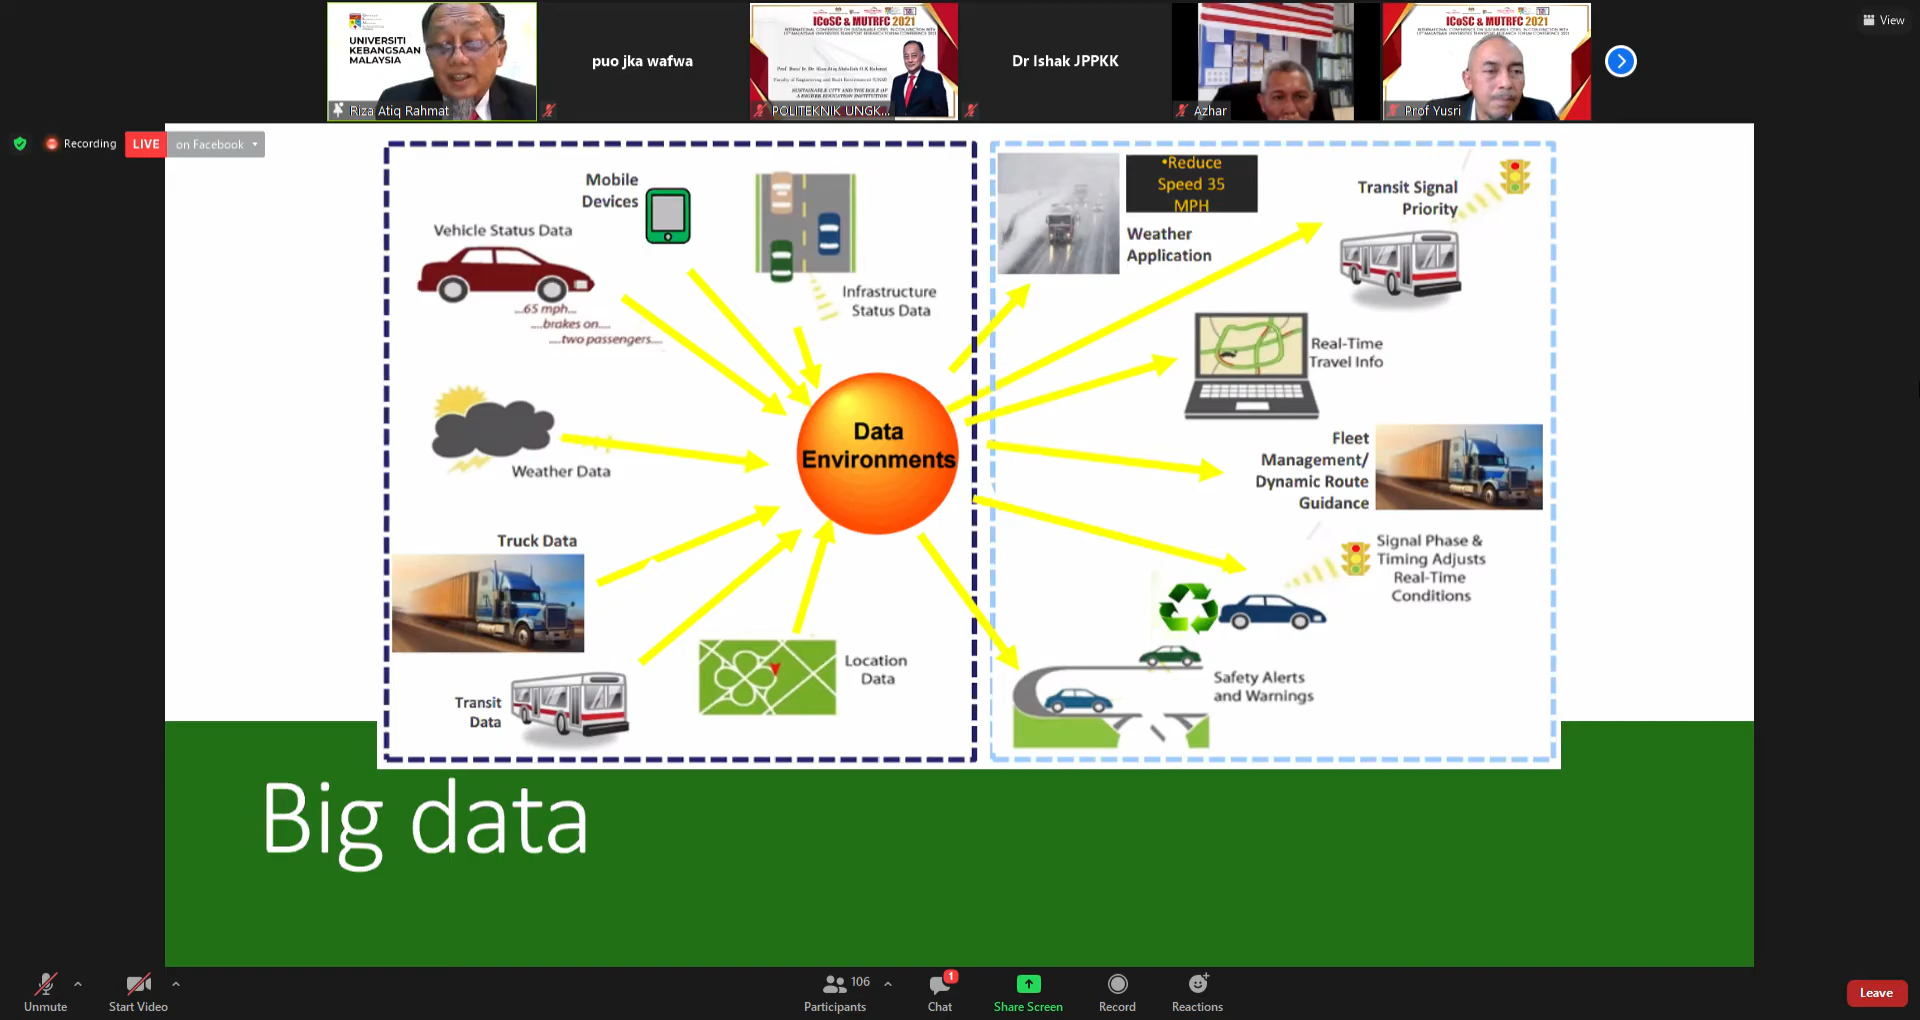 View
UNIVERSITI
KEBANGSAAN
MALAYSIA
Riza Atiq Rahmat
puo jka wafwa
ICoSC & MUTRFC 2021
POLITEKNIK UNGK...
Dr Ishak JPPKK
Azhar
ICoSC & MUTRFC 2021
Prof Yusri
Recording
LIVE
on Facebook
Mobile
Devices
Vehicle Status Data
...65 mph....
....brakes on....
....two passengers....
Infrastructure
Status Data
Weather Data
Truck Data
Transit
Data
Location
Data
Data
Environments
•Reduce
Speed 35
MPH
Weather
Application
Transit Signal
Priority
Real-Time
Travel Info
Fleet
Management/
Dynamic Route
Guidance
Signal Phase &
Timing Adjusts
Real-Time
Conditions
Safety Alerts
and Warnings
Big data
Unmute
Start Video
106
Participants
1
Chat
Share Screen
Record
Reactions
Leave